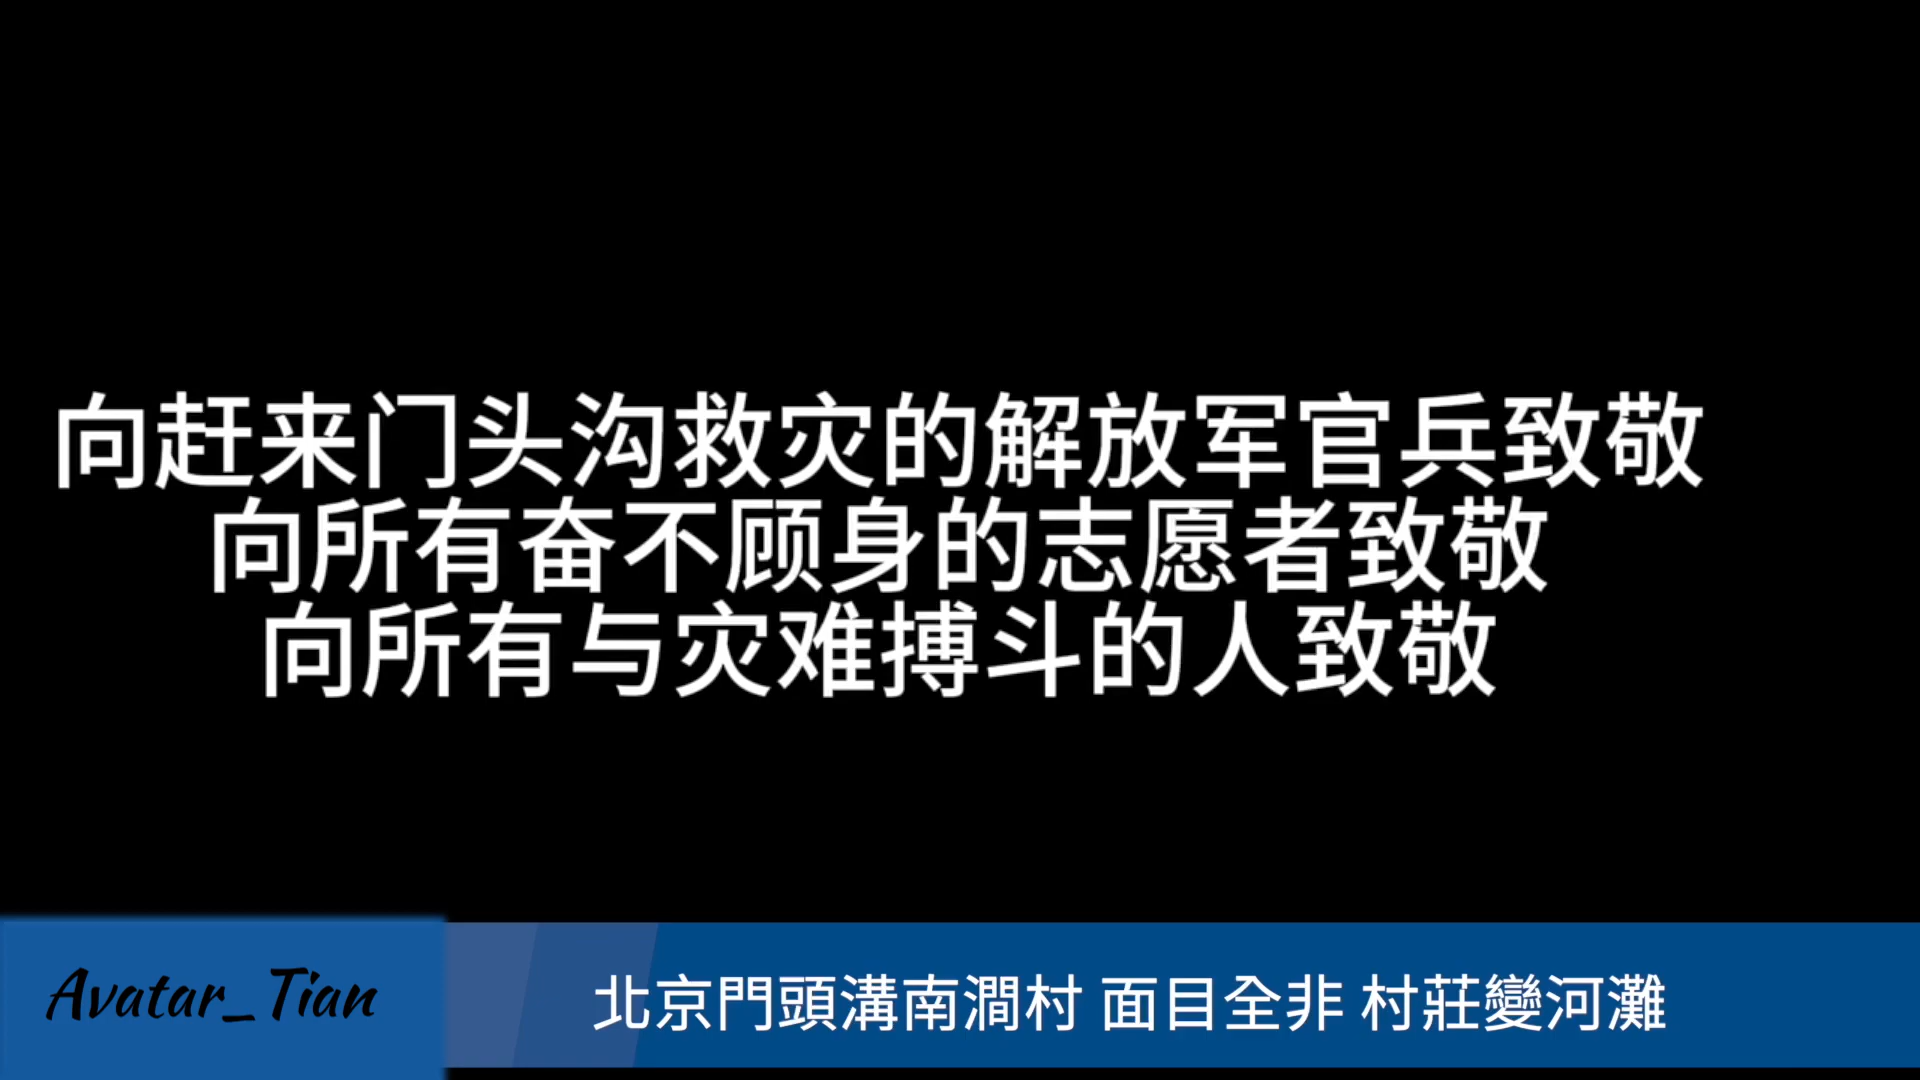 向赶来门头沟救灾的解放军官兵致敬
向所有奋不顾身的志愿者致敬
向所有与灾难搏斗的人致敬
Avatar_Tian
北京門頭溝南澗村 面目全非 村莊變河灘